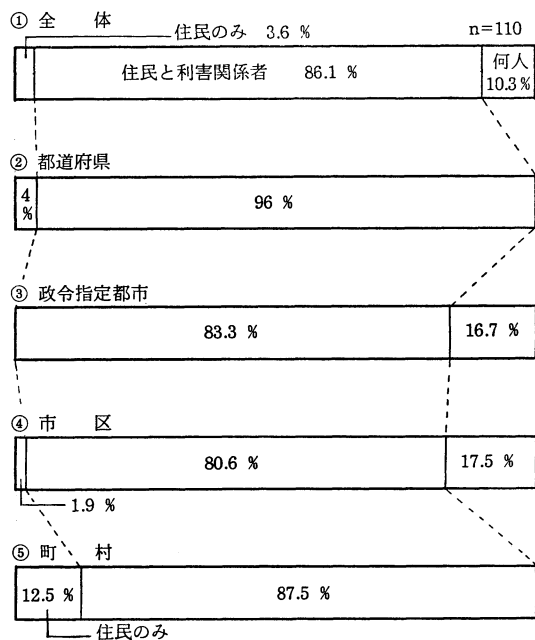 ① 全　体
住民のみ 3.6 %
n=110
住民と利害関係者 86.1 %
何人
10.3 %
② 都道府県
4
%
96 %
③ 政令指定都市
83.3 %
16.7 %
④ 市　区
80.6 %
17.5 %
1.9 %
⑤ 町　村
12.5 %
87.5 %
住民のみ